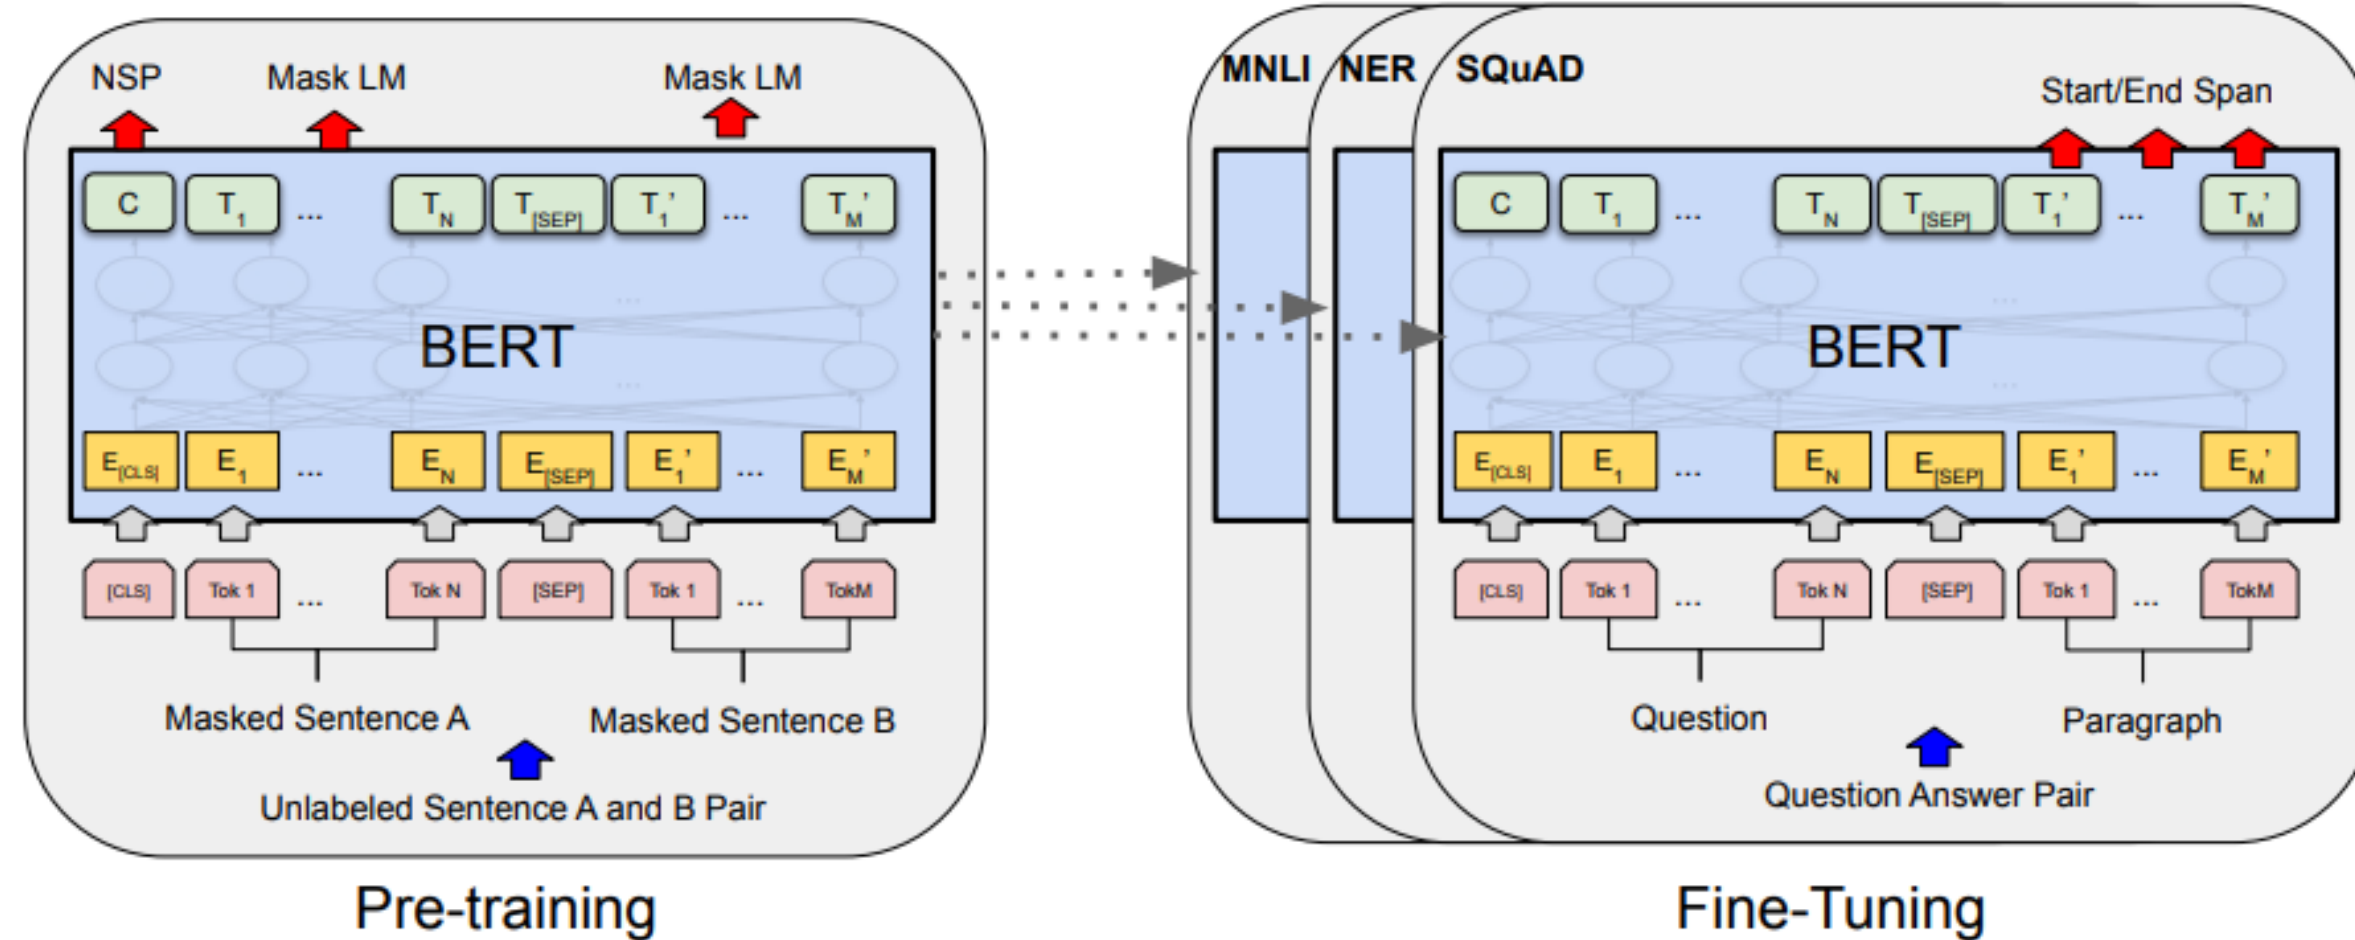 NSP Mask LM Mask LM
C T1 ... TN T[SEP] T1' ... TM'
BERT
E[CLS] E1 ... EN E[SEP] E1' ... EM'
[CLS] Tok 1 ... Tok N [SEP] Tok 1 ... TokM
Masked Sentence A Masked Sentence B
Unlabeled Sentence A and B Pair
Pre-training
MNLI NER SQuAD
Start/End Span
C T1 ... TN T[SEP] T1' ... TM'
BERT
E[CLS] E1 ... EN E[SEP] E1' ... EM'
[CLS] Tok 1 ... Tok N [SEP] Tok 1 ... TokM
Question Paragraph
Question Answer Pair
Fine-Tuning